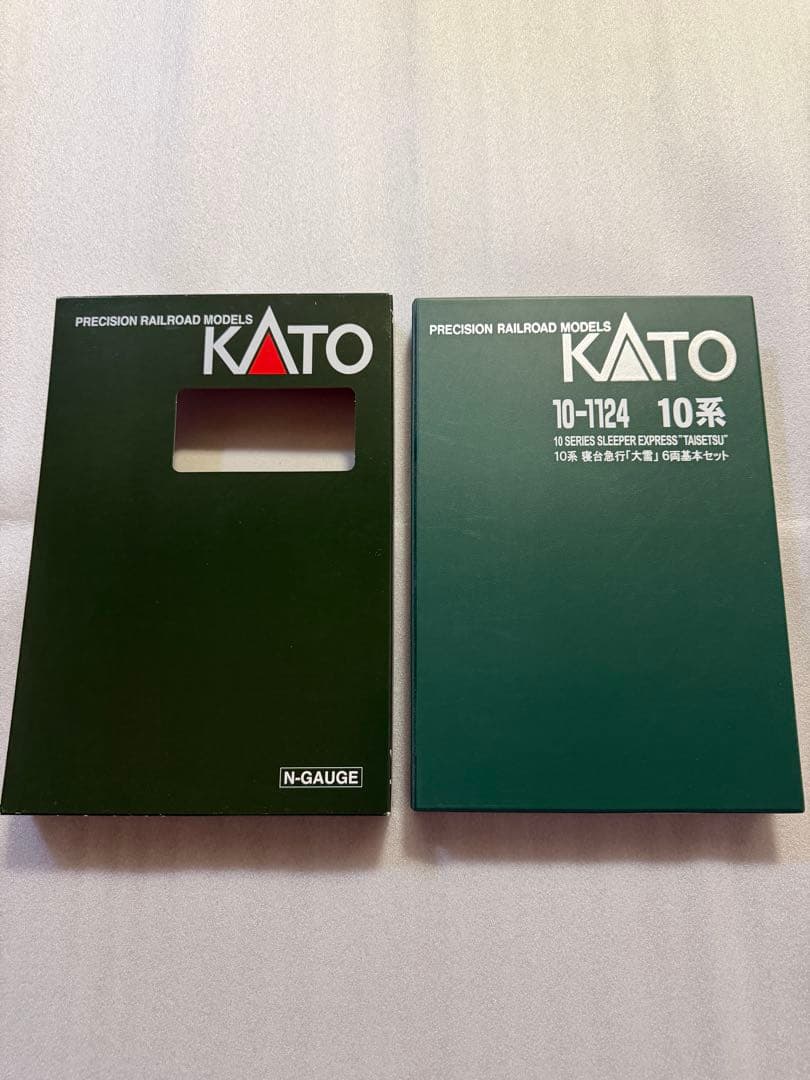 PRECISION RAILROAD MODELS
KATO
N-GAUGE
PRECISION RAILROAD MODELS
KATO
10-1124 10系
10 SERIES SLEEPER EXPRESS "TAISETSU"
10系 寝台急行「大雪」6両基本セット